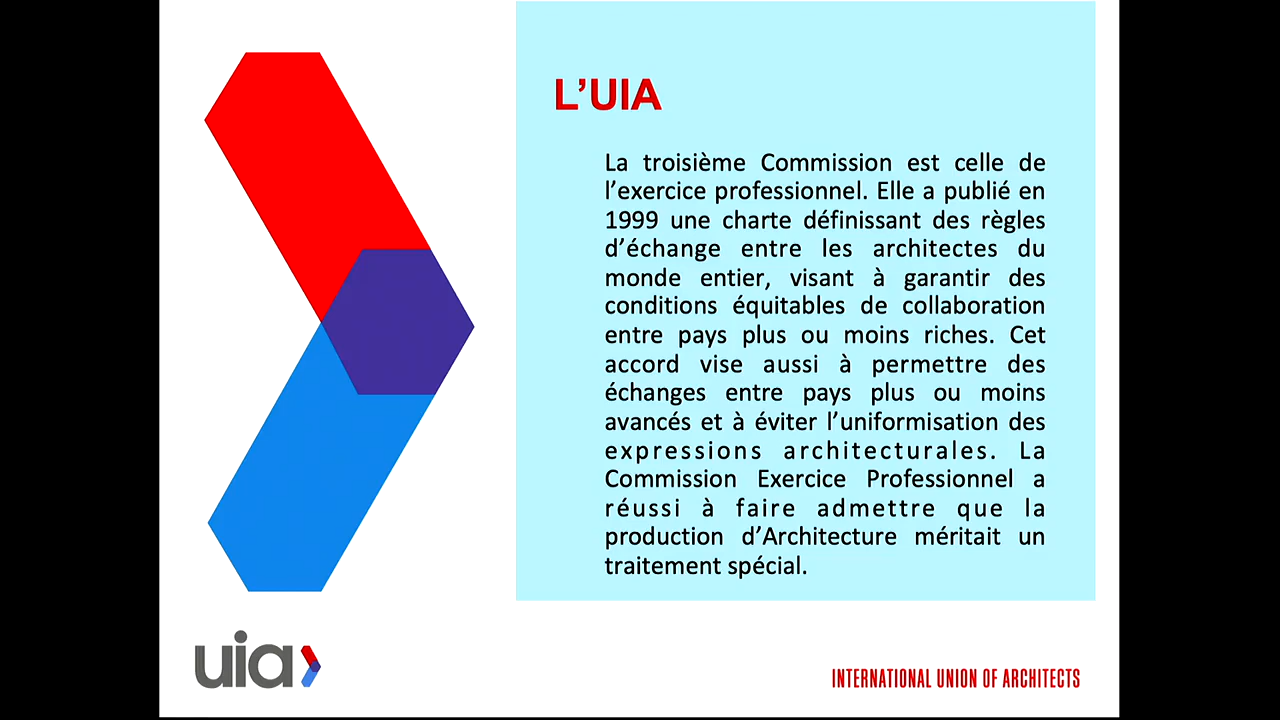 L’UIA
La troisième Commission est celle de
l’exercice professionnel. Elle a publié en
1999 une charte définissant des règles
d’échange entre les architectes du
monde entier, visant à garantir des
conditions équitables de collaboration
entre pays plus ou moins riches. Cet
accord vise aussi à permettre des
échanges entre pays plus ou moins
avancés et à éviter l’uniformisation des
expressions architecturales. La
Commission Exercice Professionnel a
réussi à faire admettre que la
production d’Architecture méritait un
traitement spécial.
uia
INTERNATIONAL UNION OF ARCHITECTS